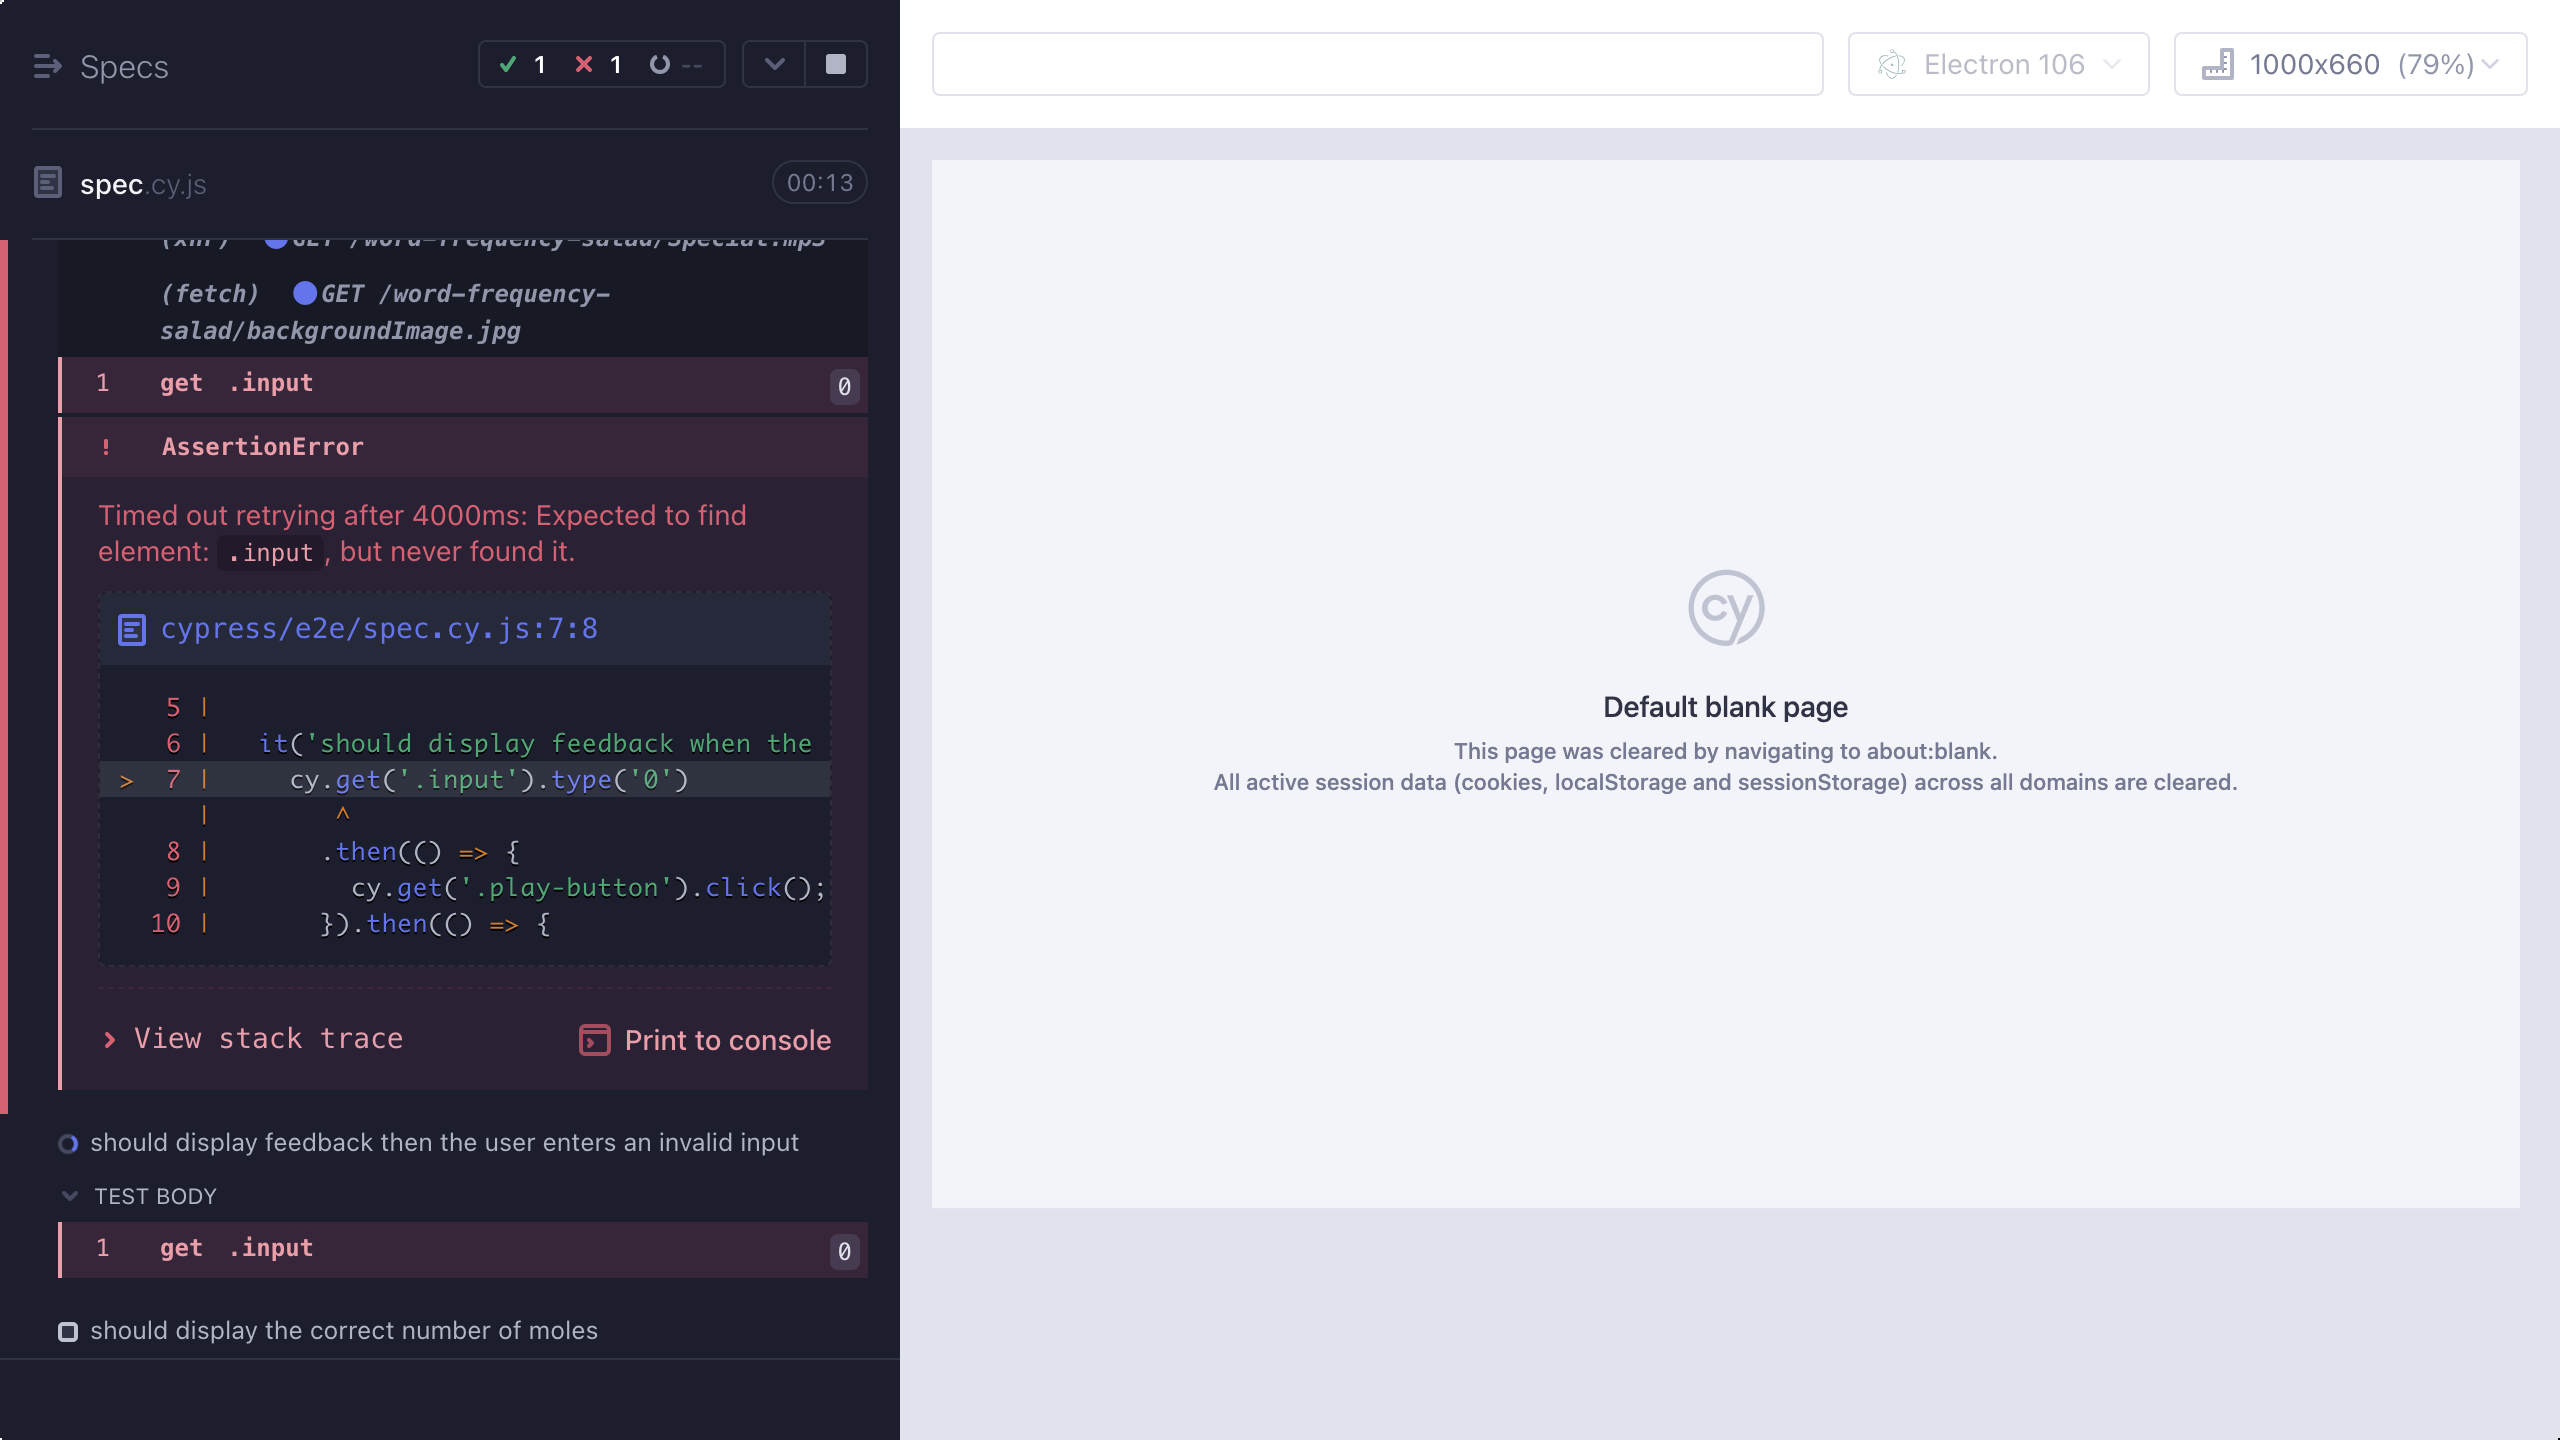 Specs
1 1 --
spec.cy.js
00:13
(xhr) GET /word-frequency-salad/Special.mp3
(fetch) GET /word-frequency-
salad/backgroundImage.jpg
1 get .input 0
! AssertionError
Timed out retrying after 4000ms: Expected to find
element: .input, but never found it.
cypress/e2e/spec.cy.js:7:8
5 |
6 | it('should display feedback when the
> 7 | cy.get('.input').type('0')
| ^
8 | .then(() => {
9 | cy.get('.play-button').click();
10 | }).then(() => {
View stack trace
Print to console
should display feedback then the user enters an invalid input
TEST BODY
1 get .input 0
should display the correct number of moles
Electron 106
1000x660 (79%)
cy
Default blank page
This page was cleared by navigating to about:blank.
All active session data (cookies, localStorage and sessionStorage) across all domains are cleared.